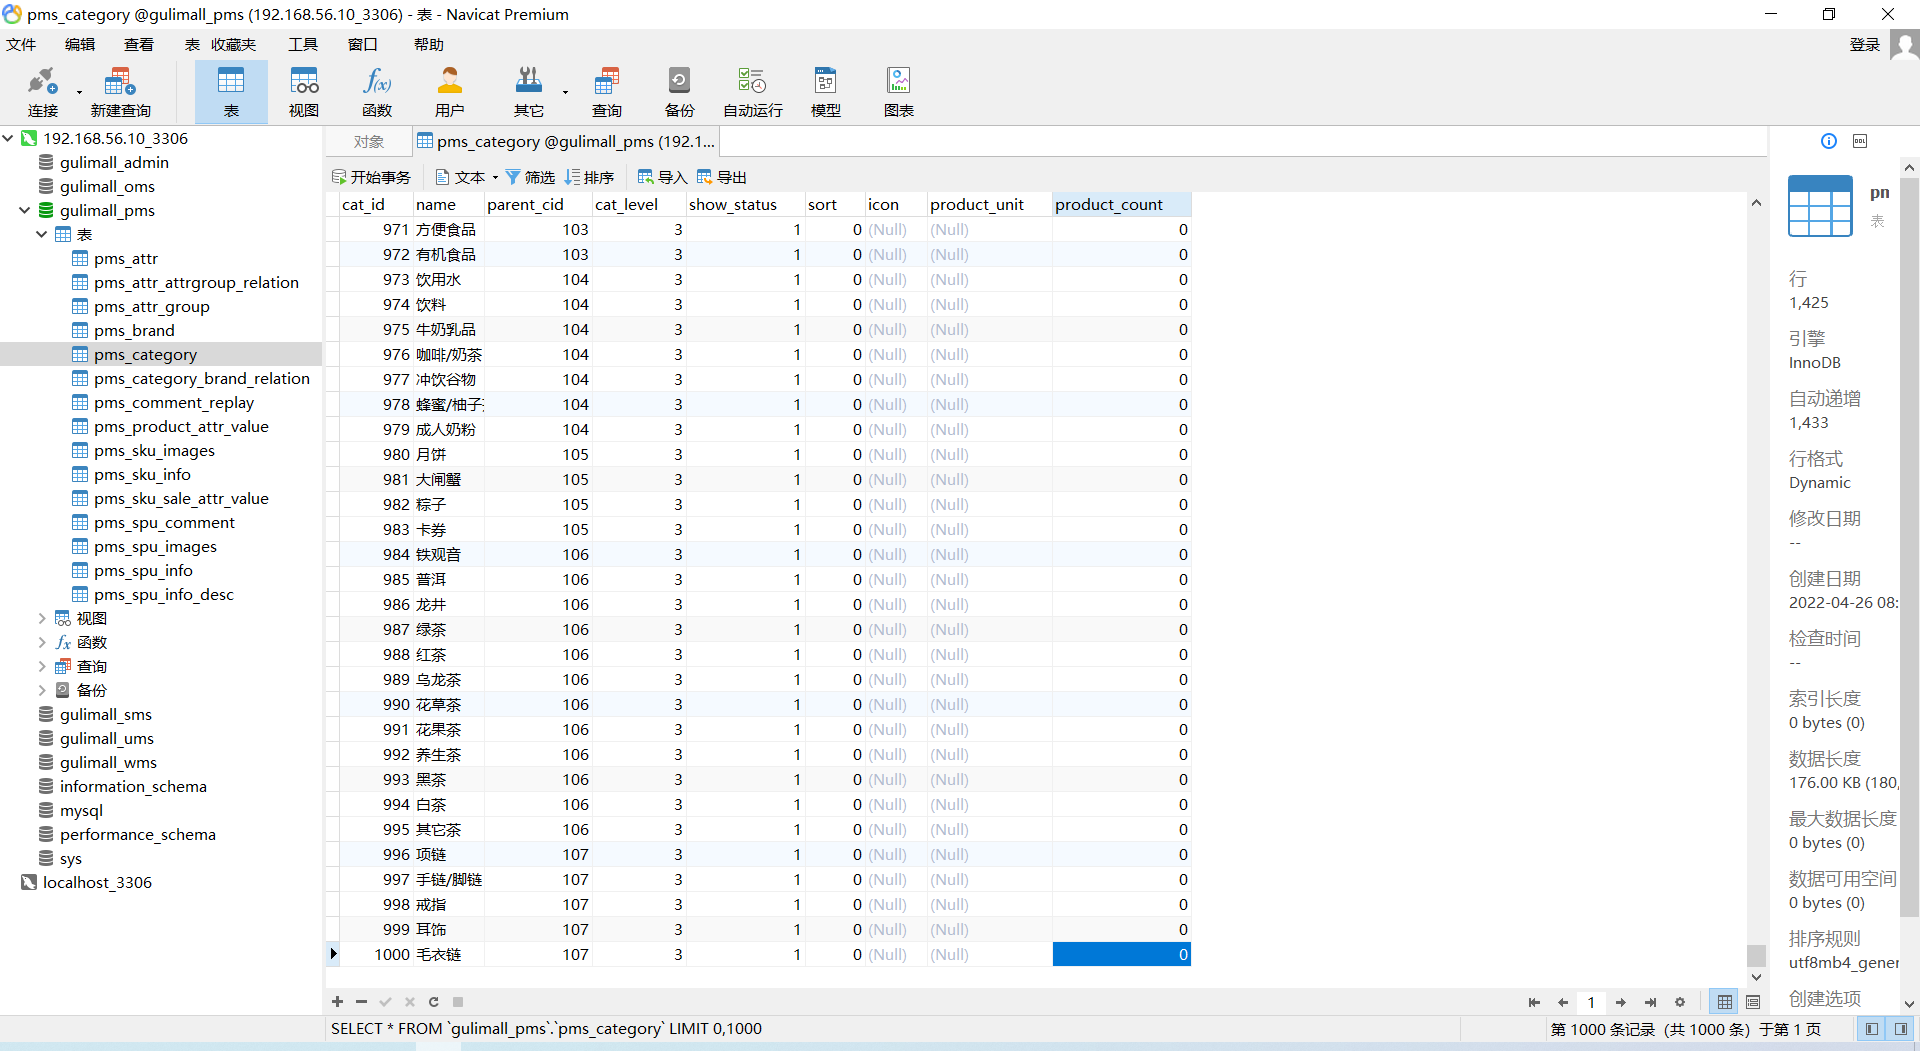 pms_category @gulimall_pms (192.168.56.10_3306) - 表 - Navicat Premium
文件 编辑 查看 表 收藏夹 工具 窗口 帮助 登录
连接 新建查询 表 视图 函数 用户 其它 查询 备份 自动运行 模型 图表
192.168.56.10_3306
gulimall_admin
gulimall_oms
gulimall_pms
表
pms_attr
pms_attr_attrgroup_relation
pms_attr_group
pms_brand
pms_category
pms_category_brand_relation
pms_comment_replay
pms_product_attr_value
pms_sku_images
pms_sku_info
pms_sku_sale_attr_value
pms_spu_comment
pms_spu_images
pms_spu_info
pms_spu_info_desc
视图
函数
查询
备份
gulimall_sms
gulimall_ums
gulimall_wms
information_schema
mysql
performance_schema
sys
localhost_3306
对象 pms_category @gulimall_pms (192.1...
开始事务 文本 筛选 排序 导入 导出
cat_id name parent_cid cat_level show_status sort icon product_unit product_count
971 方便食品 103 3 1 0 (Null) (Null) 0
972 有机食品 103 3 1 0 (Null) (Null) 0
973 饮用水 104 3 1 0 (Null) (Null) 0
974 饮料 104 3 1 0 (Null) (Null) 0
975 牛奶乳品 104 3 1 0 (Null) (Null) 0
976 咖啡/奶茶 104 3 1 0 (Null) (Null) 0
977 冲饮谷物 104 3 1 0 (Null) (Null) 0
978 蜂蜜/柚子 104 3 1 0 (Null) (Null) 0
979 成人奶粉 104 3 1 0 (Null) (Null) 0
980 月饼 105 3 1 0 (Null) (Null) 0
981 大闸蟹 105 3 1 0 (Null) (Null) 0
982 粽子 105 3 1 0 (Null) (Null) 0
983 卡券 105 3 1 0 (Null) (Null) 0
984 铁观音 106 3 1 0 (Null) (Null) 0
985 普洱 106 3 1 0 (Null) (Null) 0
986 龙井 106 3 1 0 (Null) (Null) 0
987 绿茶 106 3 1 0 (Null) (Null) 0
988 红茶 106 3 1 0 (Null) (Null) 0
989 乌龙茶 106 3 1 0 (Null) (Null) 0
990 花草茶 106 3 1 0 (Null) (Null) 0
991 花果茶 106 3 1 0 (Null) (Null) 0
992 养生茶 106 3 1 0 (Null) (Null) 0
993 黑茶 106 3 1 0 (Null) (Null) 0
994 白茶 106 3 1 0 (Null) (Null) 0
995 其它茶 106 3 1 0 (Null) (Null) 0
996 项链 107 3 1 0 (Null) (Null) 0
997 手链/脚链 107 3 1 0 (Null) (Null) 0
998 戒指 107 3 1 0 (Null) (Null) 0
999 耳饰 107 3 1 0 (Null) (Null) 0
1000 毛衣链 107 3 1 0 (Null) (Null) 0
1
SELECT * FROM `gulimall_pms`.`pms_category` LIMIT 0,1000
第 1000 条记录 (共 1000 条) 于第 1 页
DDL
pn
表
行
1,425
引擎
InnoDB
自动递增
1,433
行格式
Dynamic
修改日期
--
创建日期
2022-04-26 08:
检查时间
--
索引长度
0 bytes (0)
数据长度
176.00 KB (180,
最大数据长度
0 bytes (0)
数据可用空间
0 bytes (0)
排序规则
utf8mb4_gener
创建选项